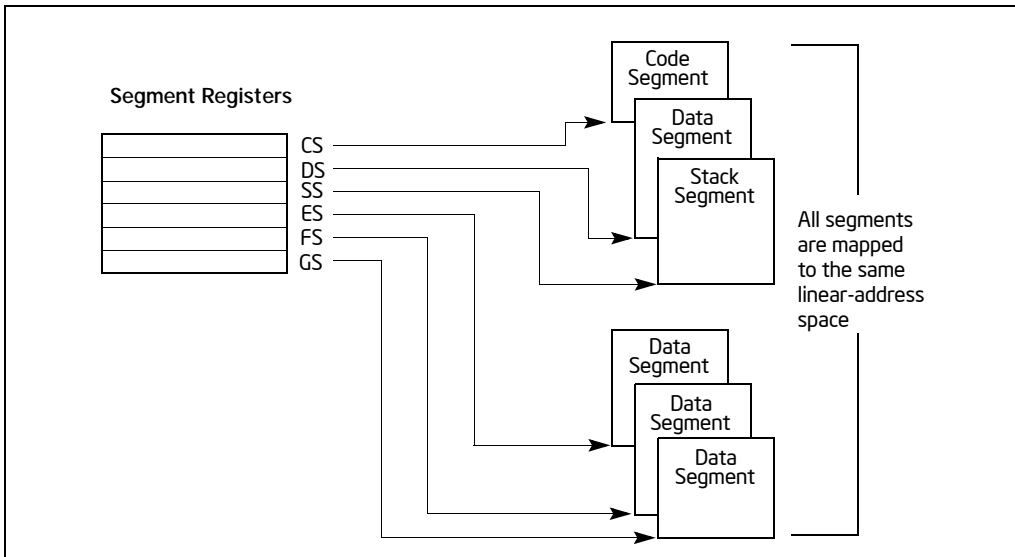 Segment Registers
CS
DS
SS
ES
FS
GS
Code
Segment
Data
Segment
Stack
Segment
Data
Segment
Data
Segment
Data
Segment
All segments
are mapped
to the same
linear-address
space